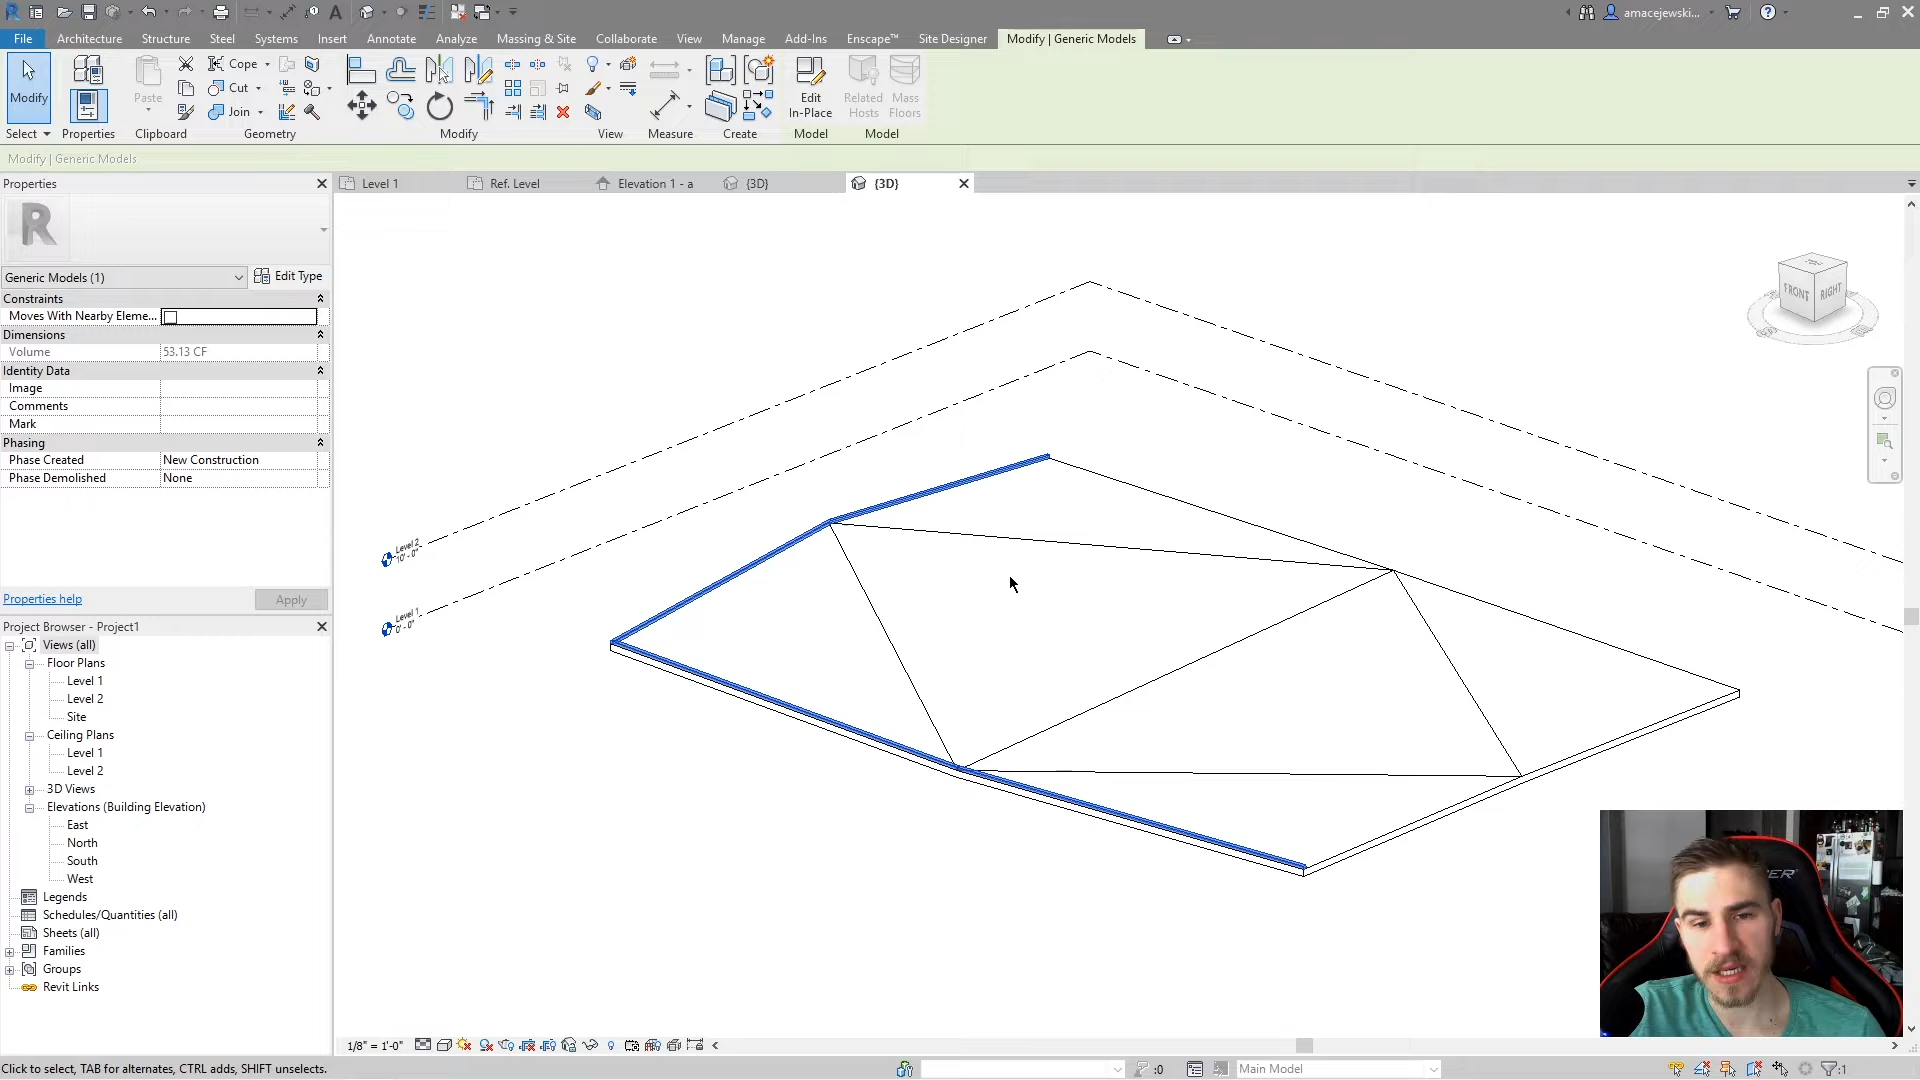 amacejewski...
File Architecture Structure Steel Systems Insert Annotate Analyze Massing & Site Collaborate View Manage Add-Ins Enscape™ Site Designer Modify | Generic Models
Modify
Paste
Cope
Cut
Join
Edit In-Place
Related Hosts
Mass Floors
Select Properties Clipboard Geometry Modify View Measure Create Model Model
Modify | Generic Models
Properties
Level 1
Ref. Level
Elevation 1 - a
{3D}
{3D}
Generic Models (1)
Edit Type
Constraints
Moves With Nearby Eleme...
Dimensions
Volume 53.13 CF
Identity Data
Image
Comments
Mark
Phasing
Phase Created New Construction
Phase Demolished None
Properties help
Apply
Project Browser - Project1
Views (all)
Floor Plans
Level 1
Level 2
Site
Ceiling Plans
Level 1
Level 2
3D Views
Elevations (Building Elevation)
East
North
South
West
Legends
Schedules/Quantities (all)
Sheets (all)
Families
Groups
Revit Links
Level 2
10' - 0"
Level 1
0' - 0"
FRONT
RIGHT
1/8" = 1'-0"
Click to select, TAB for alternates, CTRL adds, SHIFT unselects.
:0
Main Model
:1